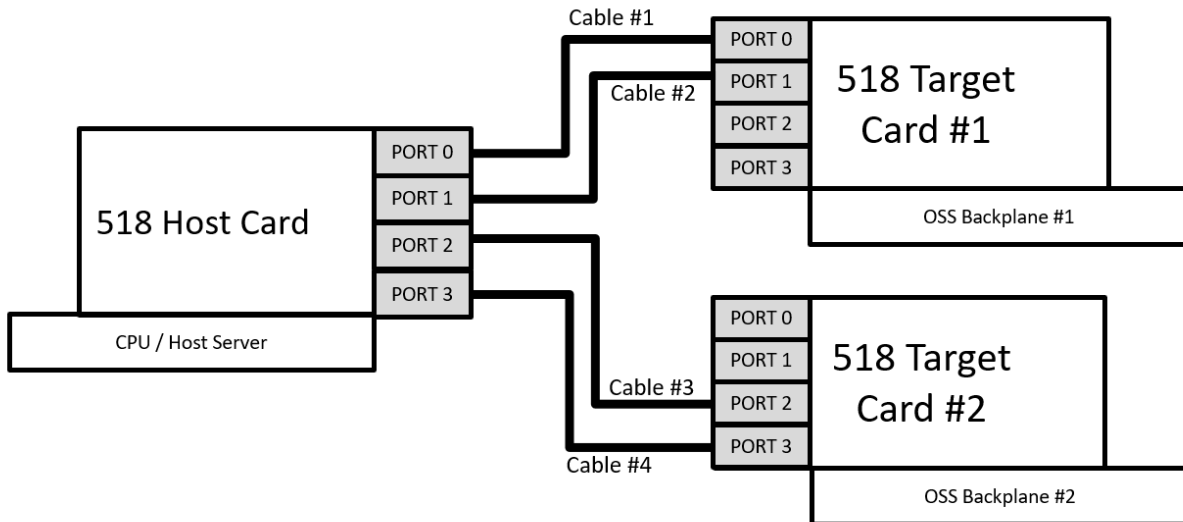 Cable #1
Cable #2
518 Host Card
PORT 0
PORT 1
PORT 2
PORT 3
CPU / Host Server
PORT 0
PORT 1
PORT 2
PORT 3
518 Target
Card #1
OSS Backplane #1
Cable #3
Cable #4
PORT 0
PORT 1
PORT 2
PORT 3
518 Target
Card #2
OSS Backplane #2